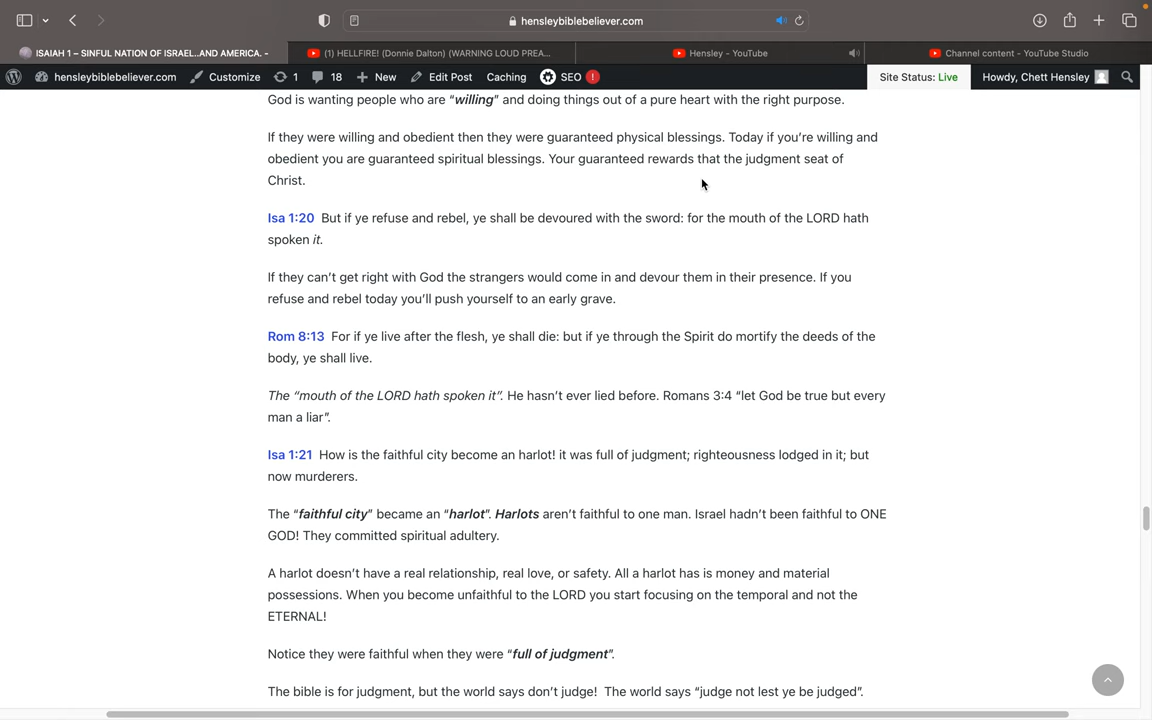 hensleybiblebeliever.com
ISAIAH 1 – SINFUL NATION OF ISRAEL..AND AMERICA. -
(1) HELLFIRE! (Donnie Dalton) (WARNING LOUD PREA...
Hensley - YouTube
Channel content - YouTube Studio
hensleybiblebeliever.com
Customize
1
18
New
Edit Post
Caching
SEO
!
Site Status: Live
Howdy, Chett Hensley
God is wanting people who are “willing” and doing things out of a pure heart with the right purpose.
If they were willing and obedient then they were guaranteed physical blessings. Today if you’re willing and
obedient you are guaranteed spiritual blessings. Your guaranteed rewards that the judgment seat of
Christ.
Isa 1:20 But if ye refuse and rebel, ye shall be devoured with the sword: for the mouth of the LORD hath
spoken it.
If they can’t get right with God the strangers would come in and devour them in their presence. If you
refuse and rebel today you’ll push yourself to an early grave.
Rom 8:13 For if ye live after the flesh, ye shall die: but if ye through the Spirit do mortify the deeds of the
body, ye shall live.
The “mouth of the LORD hath spoken it”. He hasn’t ever lied before. Romans 3:4 “let God be true but every
man a liar”.
Isa 1:21 How is the faithful city become an harlot! it was full of judgment; righteousness lodged in it; but
now murderers.
The “faithful city” became an “harlot”. Harlots aren’t faithful to one man. Israel hadn’t been faithful to ONE
GOD! They committed spiritual adultery.
A harlot doesn’t have a real relationship, real love, or safety. All a harlot has is money and material
possessions. When you become unfaithful to the LORD you start focusing on the temporal and not the
ETERNAL!
Notice they were faithful when they were “full of judgment”.
The bible is for judgment, but the world says don’t judge! The world says “judge not lest ye be judged”.